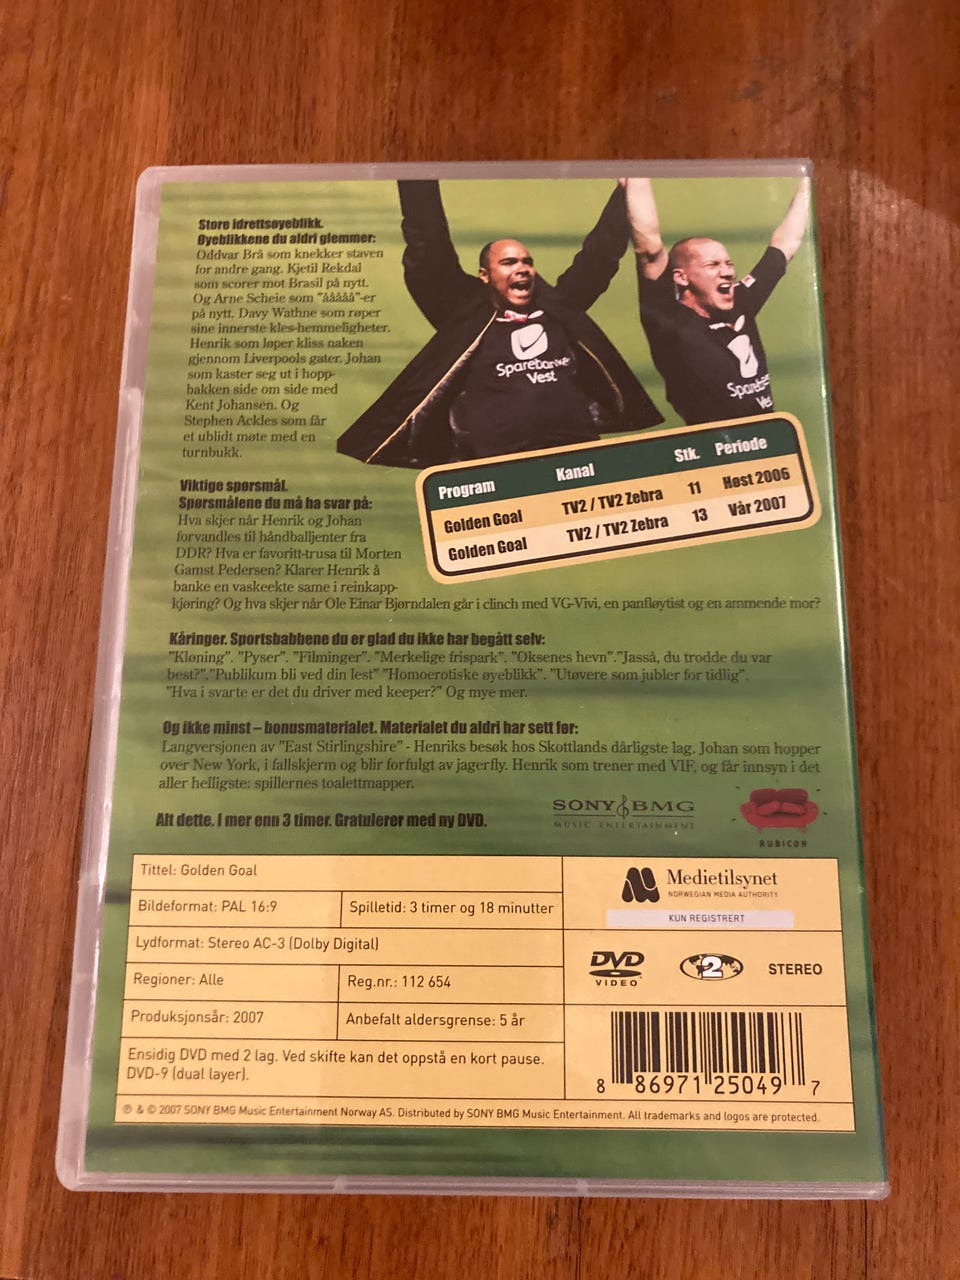 Store idrettsøyeblikk.
Øyeblikkene du aldri glemmer:
Oddvar Brå som knekker staven
for andre gang. Kjetil Rekdal
som scorer mot Brasil på nytt.
Og Arne Scheie som "ååååå"-er
på nytt. Davy Wathne som røper
sine innerste kles-hemmeligheter.
Henrik som løper kliss naken
gjennom Liverpools gater. Johan
som kaster seg ut i hopp-
bakken side om side med
Kent Johansen. Og
Stephen Ackles som får
et ublidt møte med en
turnbukk.
Sparebanken
Vest
Vest
Program Kanal Stk. Periode
Golden Goal TV2 / TV2 Zebra 11 Høst 2006
Golden Goal TV2 / TV2 Zebra 13 Vår 2007
Viktige spørsmål.
Spørsmålene du må ha svar på:
Hva skjer når Henrik og Johan
forvandles til håndballjenter fra
DDR? Hva er favoritt-trusa til Morten
Gamst Pedersen? Klarer Henrik å
banke en vaskeekte same i reinkapp-
kjøring? Og hva skjer når Ole Einar Bjørndalen går i clinch med VG-Vivi, en panfløytist og en ammende mor?
Kåringer. Sportsbabbene du er glad du ikke har begått selv:
"Kløning". "Pyser". "Filminger". "Merkelige frispark". "Oksenes hevn"."Jasså, du trodde du var
best?"."Publikum bli ved din lest" "Homoerotiske øyeblikk". "Utøvere som jubler for tidlig".
"Hva i svarte er det du driver med keeper?" Og mye mer.
Og ikke minst – bonusmaterialet. Materialet du aldri har sett før:
Langversjonen av "East Stirlingshire" - Henriks besøk hos Skottlands dårligste lag. Johan som hopper
over New York, i fallskjerm og blir forfulgt av jagerfly. Henrik som trener med VIF, og får innsyn i det
aller helligste: spillernes toalettmapper.
Alt dette. I mer enn 3 timer. Gratulerer med ny DVD.
SONY BMG
MUSIC ENTERTAINMENT
RUBICON
Tittel: Golden Goal
Bildeformat: PAL 16:9
Spilletid: 3 timer og 18 minutter
Lydformat: Stereo AC-3 (Dolby Digital)
Regioner: Alle
Reg.nr.: 112 654
Produksjonsår: 2007
Anbefalt aldersgrense: 5 år
Ensidig DVD med 2 lag. Ved skifte kan det oppstå en kort pause.
DVD-9 (dual layer).
Medietilsynet
NORWEGIAN MEDIA AUTHORITY
KUN REGISTRERT
DVD
VIDEO
2
STEREO
8 86971 25049 7
℗ & © 2007 SONY BMG Music Entertainment Norway AS. Distributed by SONY BMG Music Entertainment. All trademarks and logos are protected.